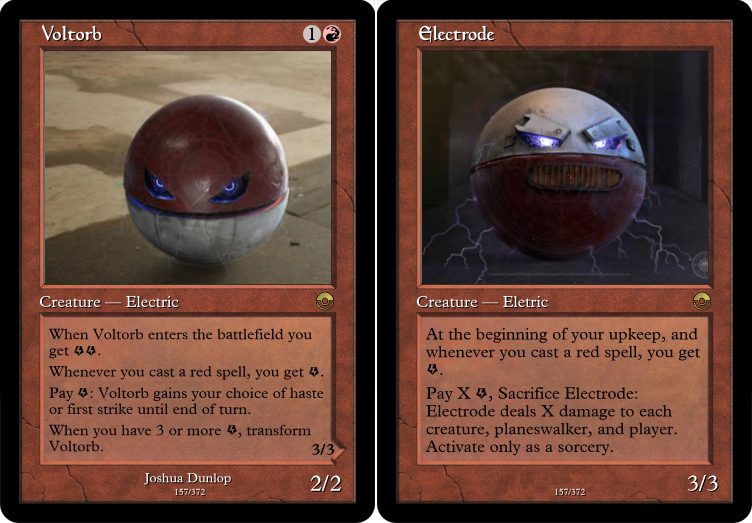 Voltorb
1
When Voltorb enters the battlefield you
get .
Whenever you cast a red spell, you get .
Pay : Voltorb gains your choice of haste
or first strike until end of turn.
When you have 3 or more , transform
Voltorb.
3/3
Creature — Electric
Joshua Dunlop
157/372
2/2
Electrode
Creature — Eletric
At the beginning of your upkeep, and
whenever you cast a red spell, you get
.
Pay X , Sacrifice Electrode:
Electrode deals X damage to each
creature, planeswalker, and player.
Activate only as a sorcery.
157/372
3/3